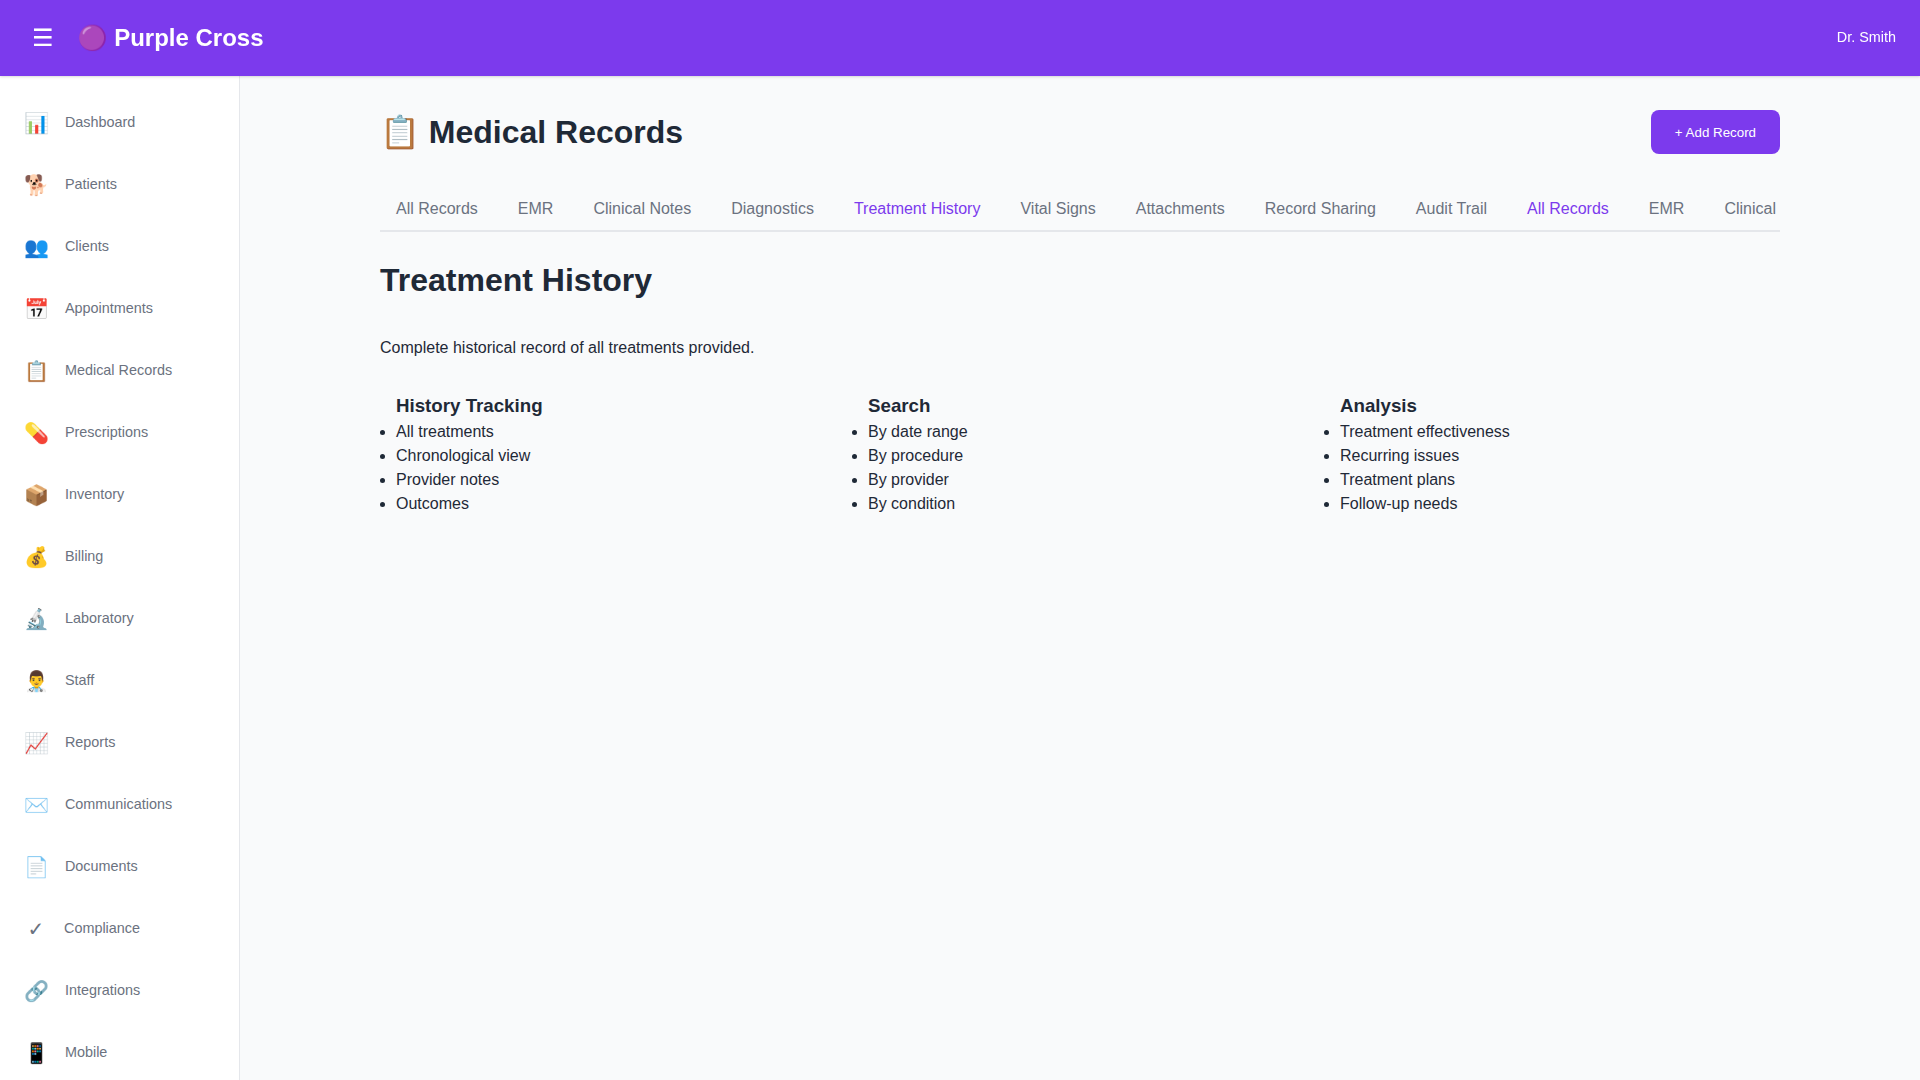 ☰ 🟣 Purple Cross
Dr. Smith
Dashboard
Patients
Clients
Appointments
Medical Records
Prescriptions
Inventory
Billing
Laboratory
Staff
Reports
Communications
Documents
✓ Compliance
Integrations
Mobile
📋 Medical Records
+ Add Record
All Records EMR Clinical Notes Diagnostics Treatment History Vital Signs Attachments Record Sharing Audit Trail All Records EMR Clinical
Treatment History
Complete historical record of all treatments provided.
History Tracking
• All treatments
• Chronological view
• Provider notes
• Outcomes
Search
• By date range
• By procedure
• By provider
• By condition
Analysis
• Treatment effectiveness
• Recurring issues
• Treatment plans
• Follow-up needs